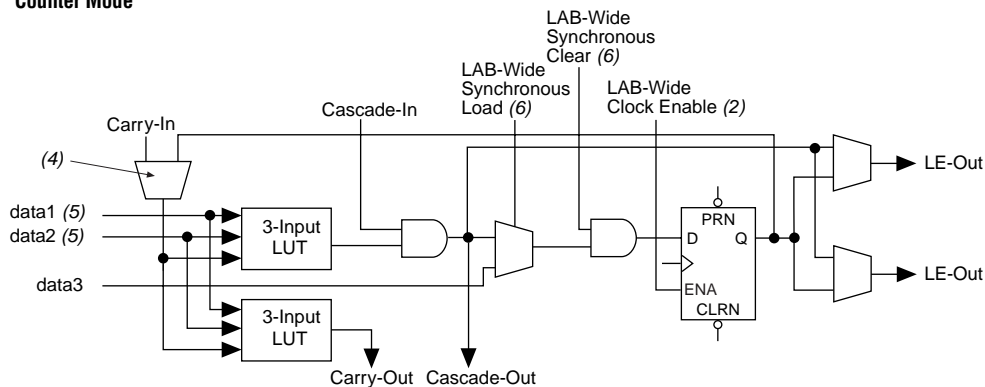 Counter Mode
LAB-Wide
Synchronous
Clear (6)
LAB-Wide
Synchronous
Load (6)
LAB-Wide
Clock Enable (2)
Cascade-In
Carry-In
(4)
LE-Out
data1 (5)
data2 (5)
3-Input
LUT
PRN
D
Q
data3
ENA
CLRN
LE-Out
3-Input
LUT
Carry-Out
Cascade-Out